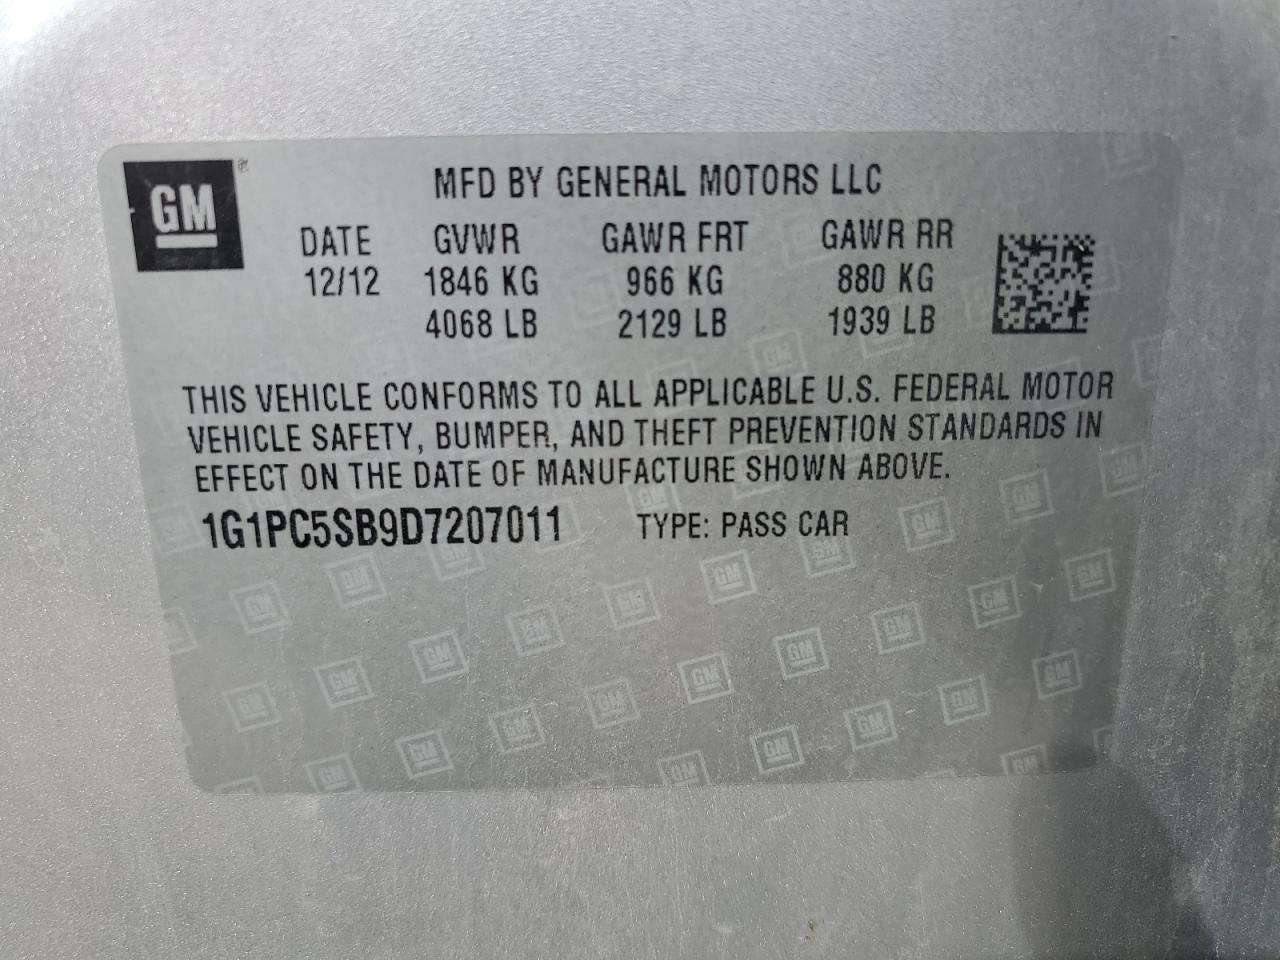 GM ®
MFD BY GENERAL MOTORS LLC
DATE GVWR GAWR FRT GAWR RR
12/12 1846 KG 966 KG 880 KG
4068 LB 2129 LB 1939 LB
THIS VEHICLE CONFORMS TO ALL APPLICABLE U.S. FEDERAL MOTOR
VEHICLE SAFETY, BUMPER, AND THEFT PREVENTION STANDARDS IN
EFFECT ON THE DATE OF MANUFACTURE SHOWN ABOVE.
1G1PC5SB9D7207011 TYPE: PASS CAR